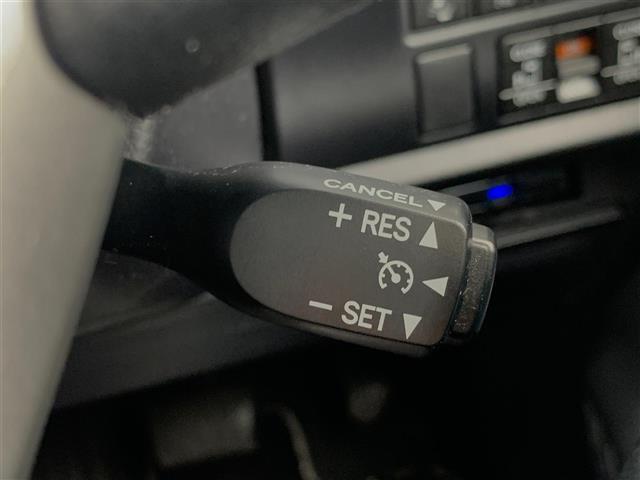 CANCEL▼
+ RES▲
◀
− SET▼